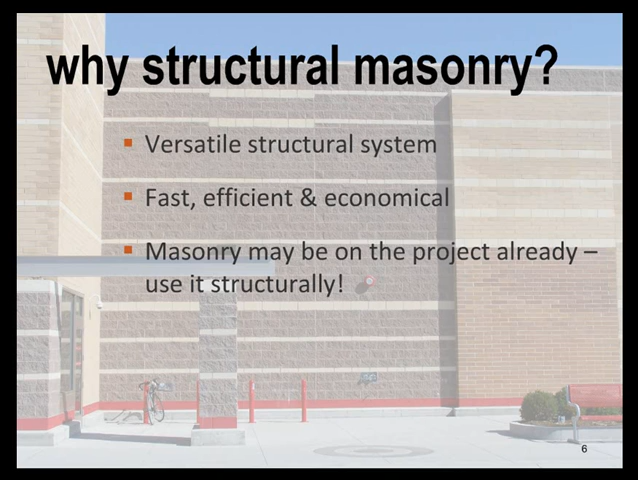 why structural masonry?
Versatile structural system
Fast, efficient & economical
Masonry may be on the project already –
use it structurally!
6